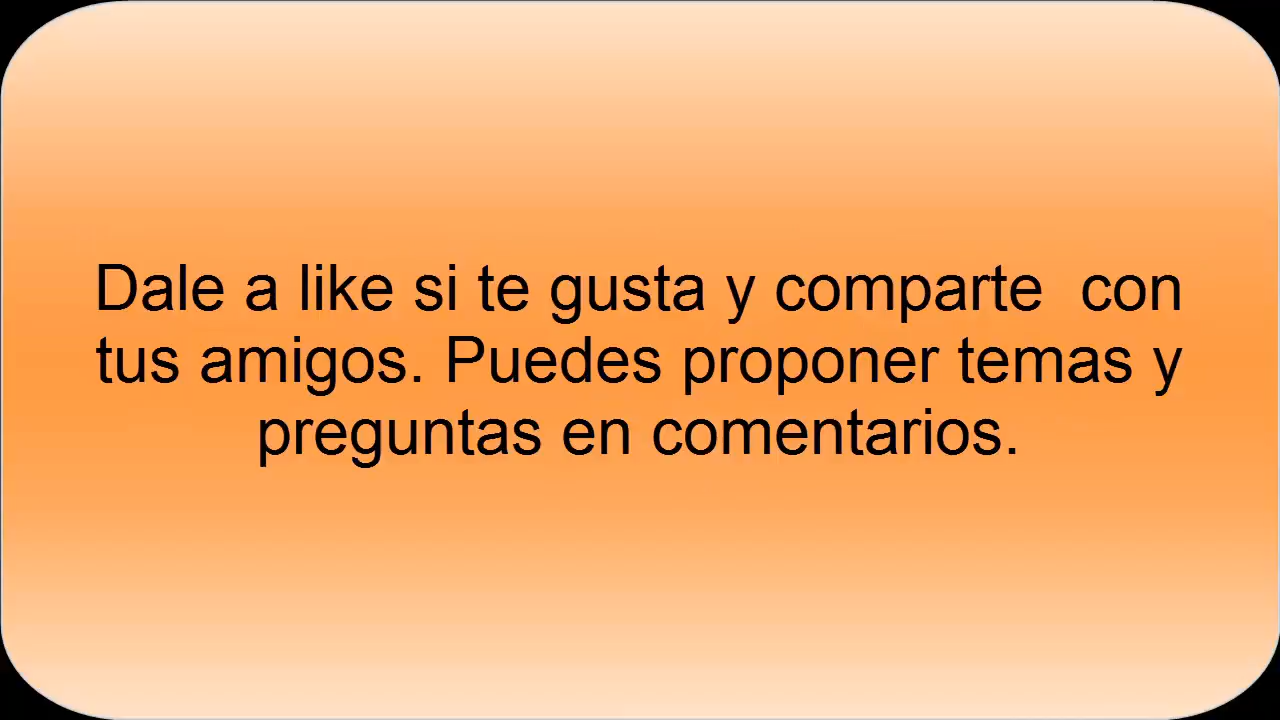 Dale a like si te gusta y comparte  con
tus amigos. Puedes proponer temas y
preguntas en comentarios.